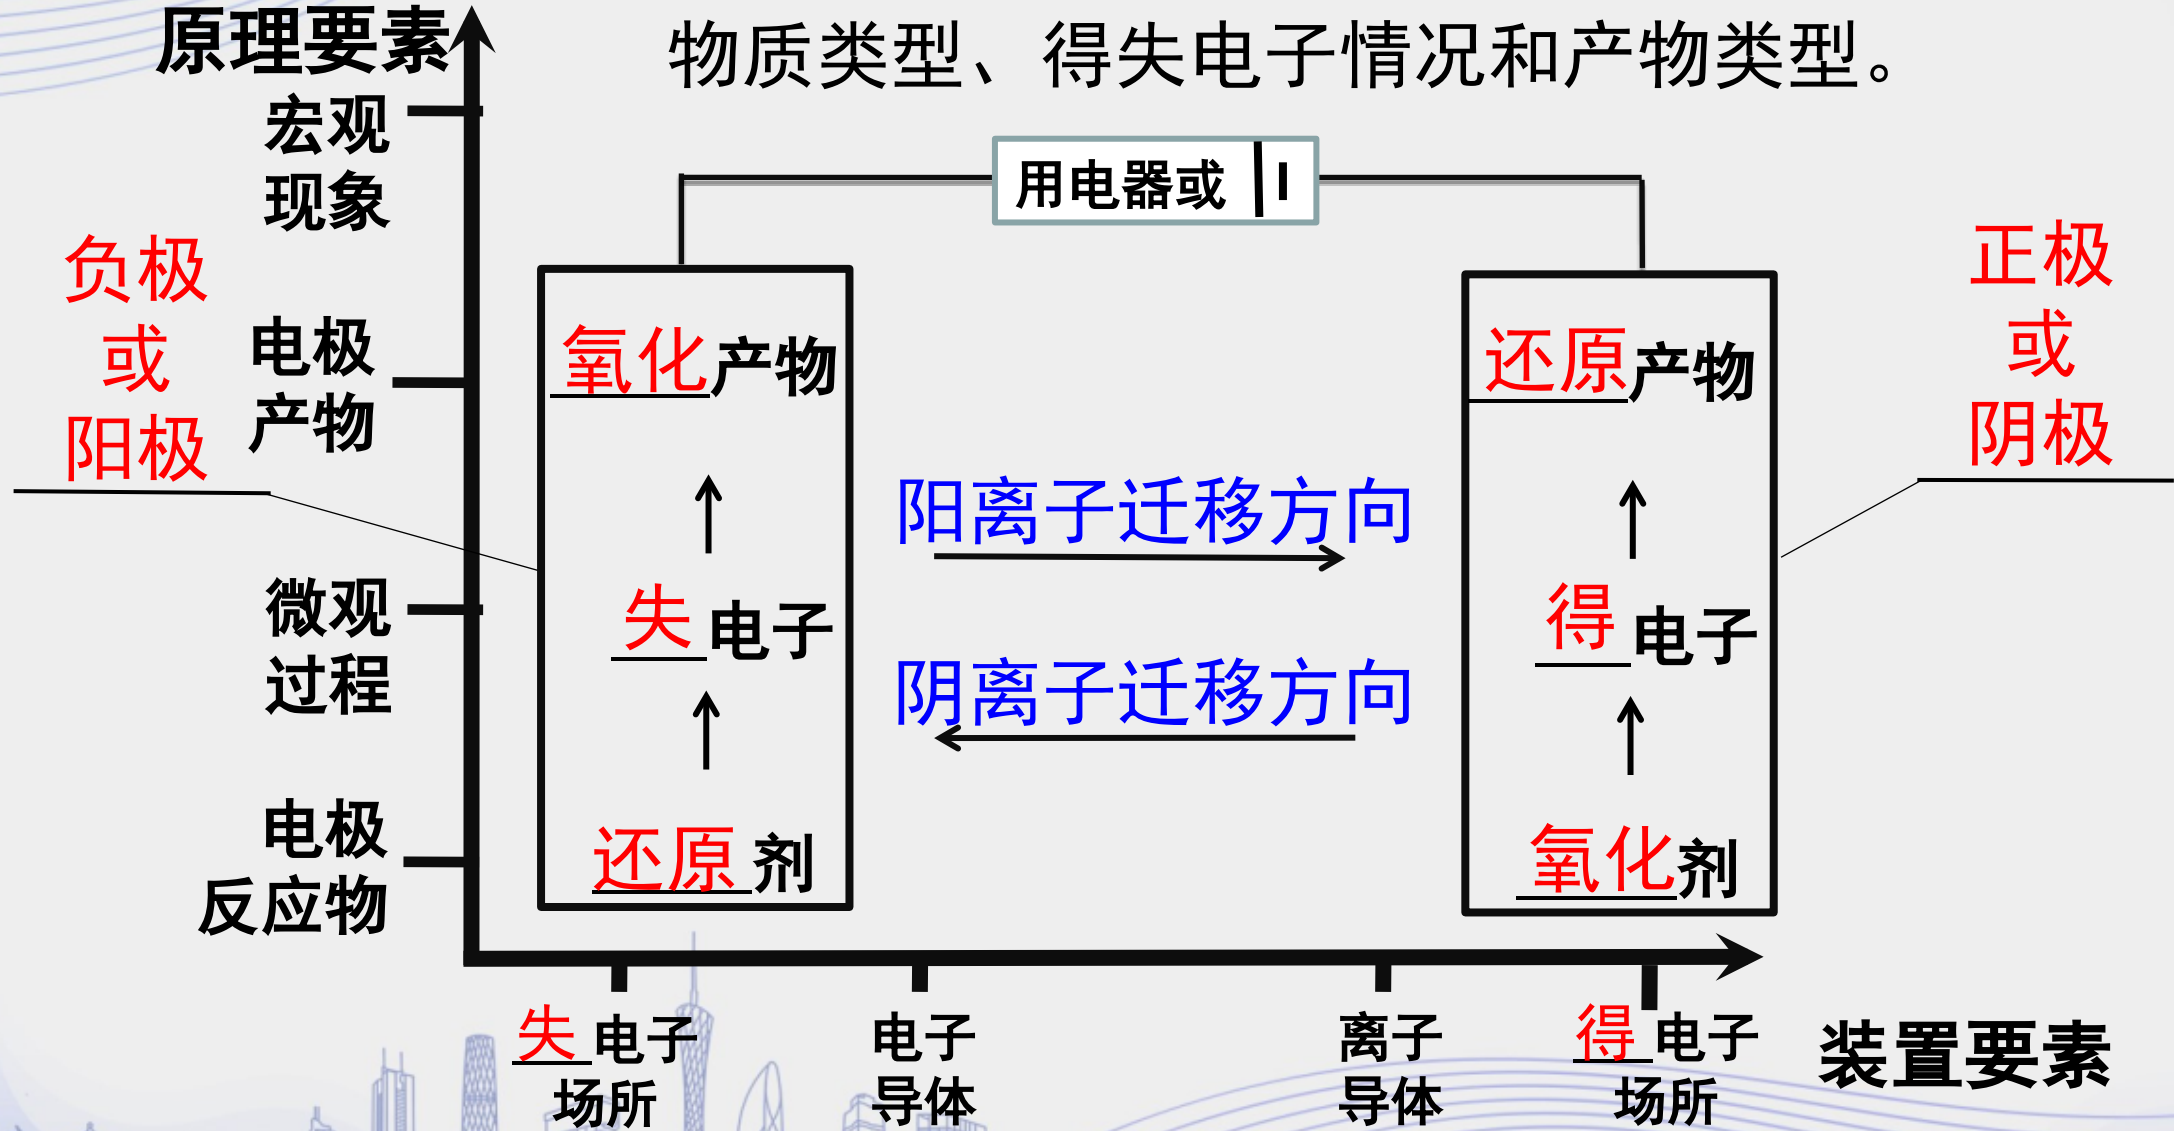 原理要素
物质类型、得失电子情况和产物类型。
宏观
现象
用电器或
负极
或
阳极
正极
或
阴极
电极
产物
氧化产物
还原产物
阳离子迁移方向
微观
过程
失电子
得电子
阴离子迁移方向
电极
反应物
还原剂
氧化剂
失电子
场所
电子
导体
离子
导体
得电子
场所
装置要素